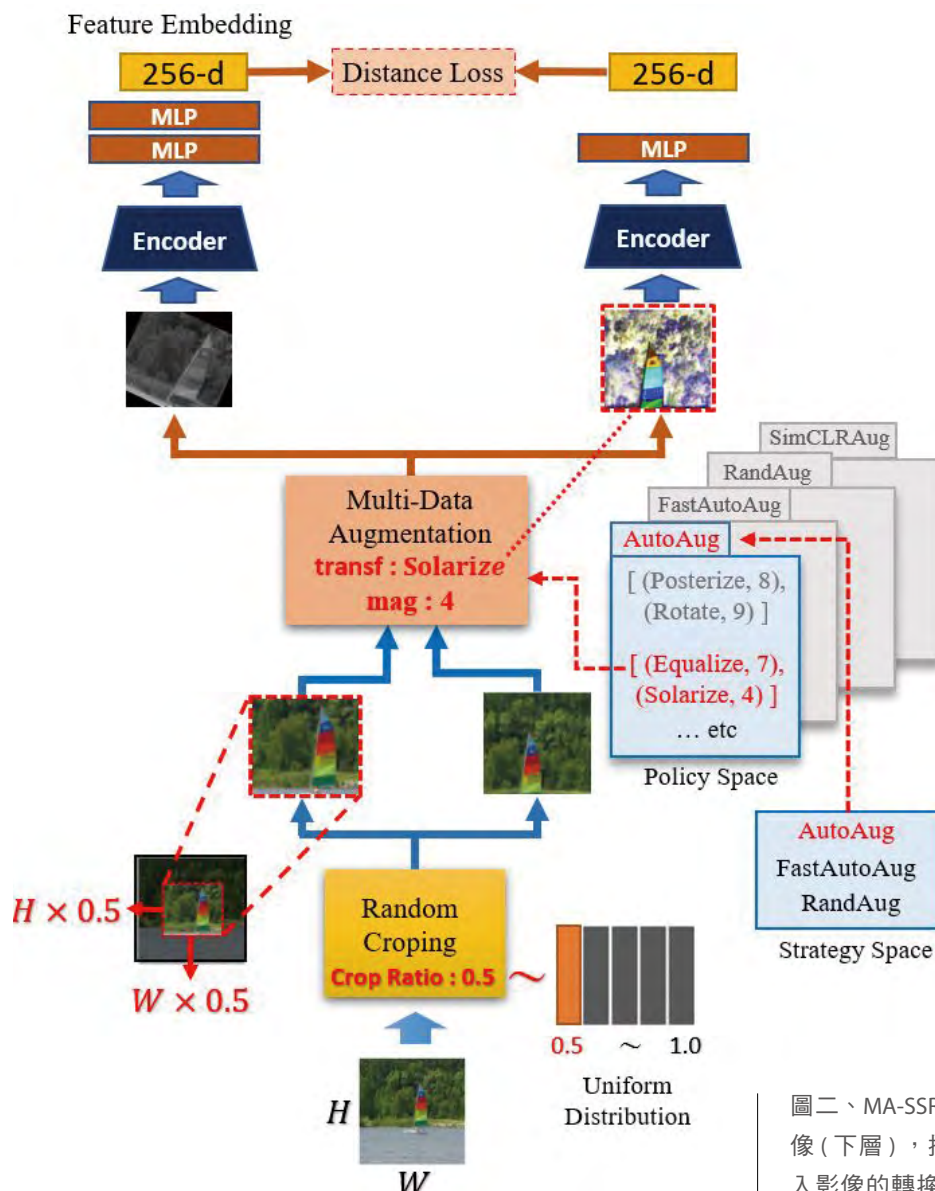 Feature Embedding
256-d
Distance Loss
256-d
MLP
MLP
MLP
Encoder
Encoder
SimCLRAug
RandAug
FastAutoAug
AutoAug
Multi-Data
Augmentation
transf : Solarize
mag : 4
[ (Posterize, 8),
(Rotate, 9) ]
[ (Equalize, 7),
(Solarize, 4) ]
... etc
Policy Space
AutoAug
FastAutoAug
RandAug
Strategy Space
H × 0.5
W × 0.5
Random
Croping
Crop Ratio : 0.5
~
0.5 ~ 1.0
Uniform
Distribution
H
W
圖二、MA-SSR
像 ( 下層 ) ，
入影像的轉換